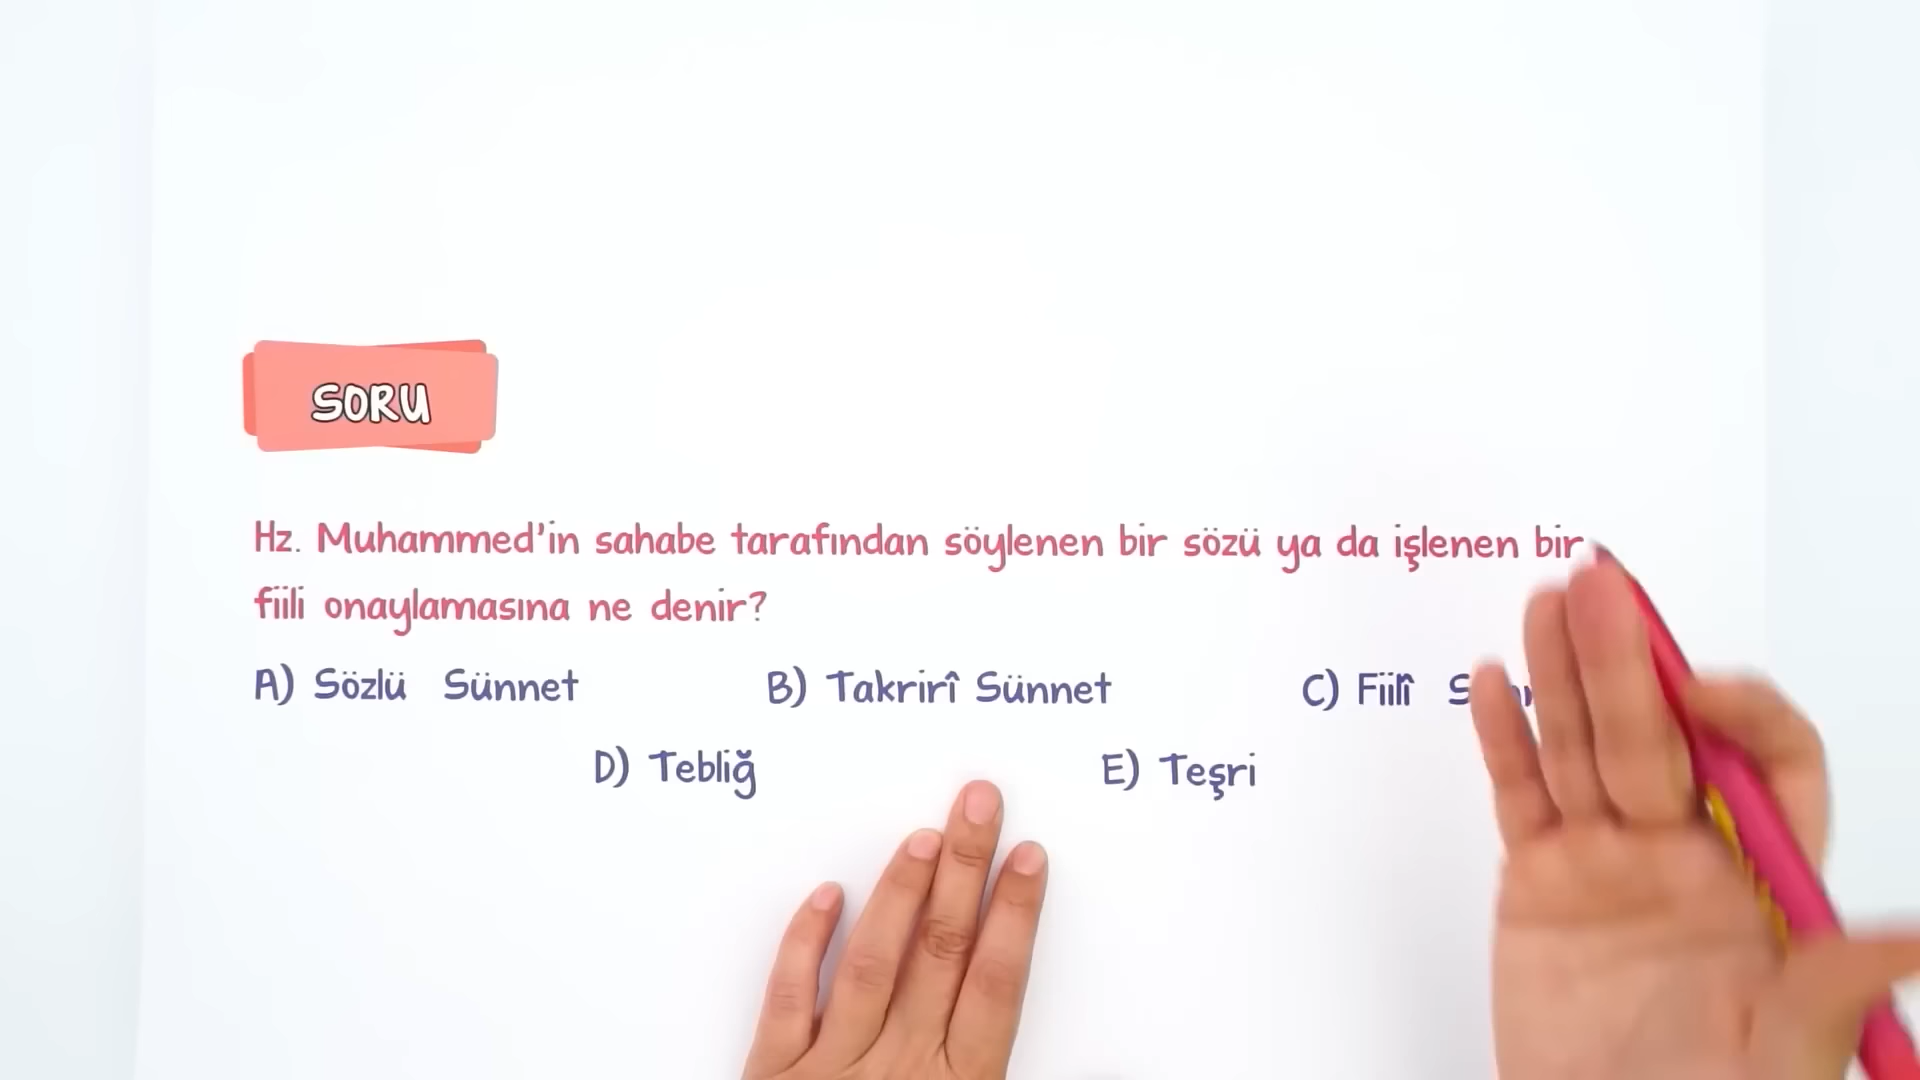 SORU
Hz. Muhammed'in sahabe tarafından söylenen bir sözü ya da işlenen bir
fiili onaylamasına ne denir?
A) Sözlü Sünnet B) Takrirî Sünnet C) Fiilî
D) Tebliğ E) Teşri